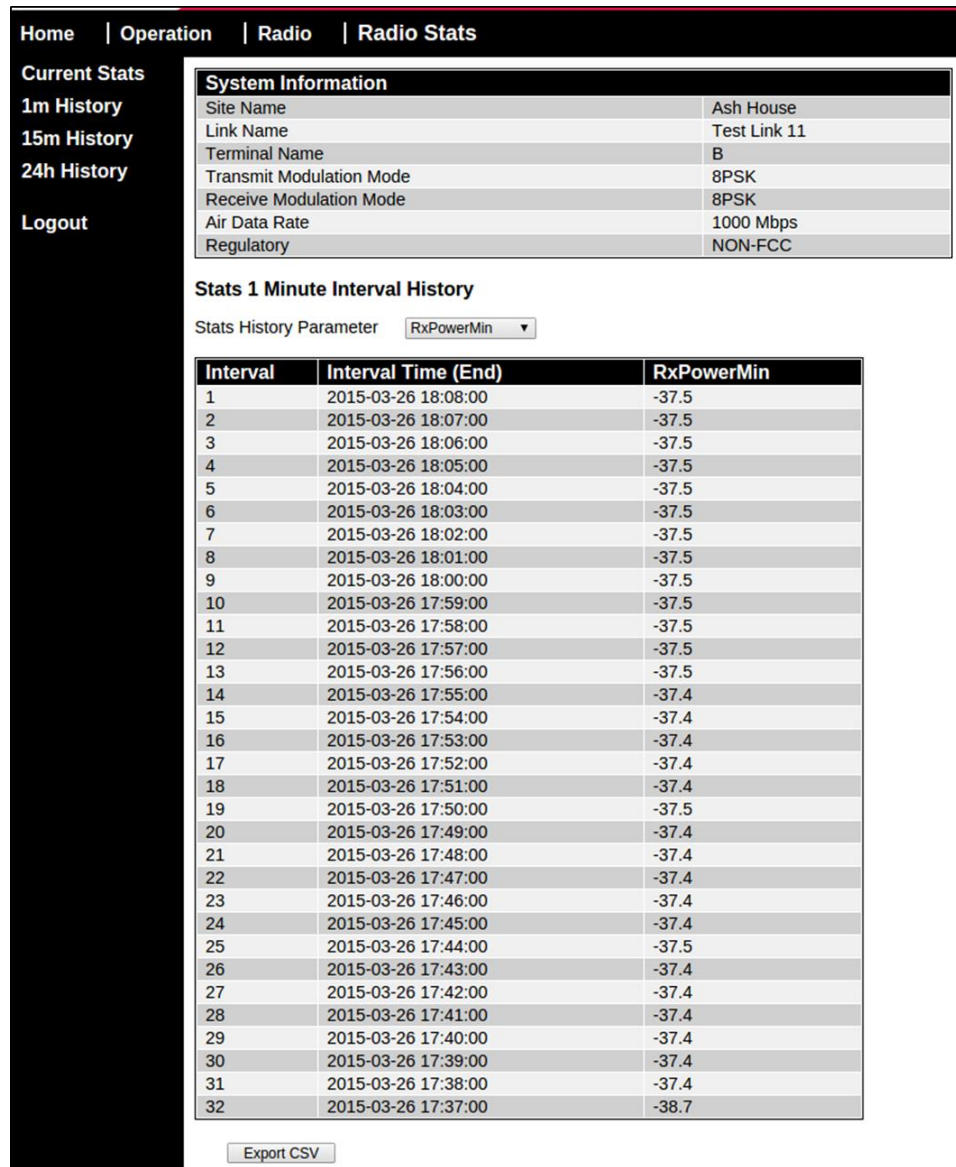 Home | Operation | Radio | Radio Stats
Current Stats
1m History
15m History
24h History
Logout
System Information
Site Name Ash House
Link Name Test Link 11
Terminal Name B
Transmit Modulation Mode 8PSK
Receive Modulation Mode 8PSK
Air Data Rate 1000 Mbps
Regulatory NON-FCC
Stats 1 Minute Interval History
Stats History Parameter RxPowerMin
Interval Interval Time (End) RxPowerMin
1 2015-03-26 18:08:00 -37.5
2 2015-03-26 18:07:00 -37.5
3 2015-03-26 18:06:00 -37.5
4 2015-03-26 18:05:00 -37.5
5 2015-03-26 18:04:00 -37.5
6 2015-03-26 18:03:00 -37.5
7 2015-03-26 18:02:00 -37.5
8 2015-03-26 18:01:00 -37.5
9 2015-03-26 18:00:00 -37.5
10 2015-03-26 17:59:00 -37.5
11 2015-03-26 17:58:00 -37.5
12 2015-03-26 17:57:00 -37.5
13 2015-03-26 17:56:00 -37.5
14 2015-03-26 17:55:00 -37.4
15 2015-03-26 17:54:00 -37.4
16 2015-03-26 17:53:00 -37.4
17 2015-03-26 17:52:00 -37.4
18 2015-03-26 17:51:00 -37.4
19 2015-03-26 17:50:00 -37.5
20 2015-03-26 17:49:00 -37.4
21 2015-03-26 17:48:00 -37.4
22 2015-03-26 17:47:00 -37.4
23 2015-03-26 17:46:00 -37.4
24 2015-03-26 17:45:00 -37.4
25 2015-03-26 17:44:00 -37.5
26 2015-03-26 17:43:00 -37.4
27 2015-03-26 17:42:00 -37.4
28 2015-03-26 17:41:00 -37.4
29 2015-03-26 17:40:00 -37.4
30 2015-03-26 17:39:00 -37.4
31 2015-03-26 17:38:00 -37.4
32 2015-03-26 17:37:00 -38.7
Export CSV